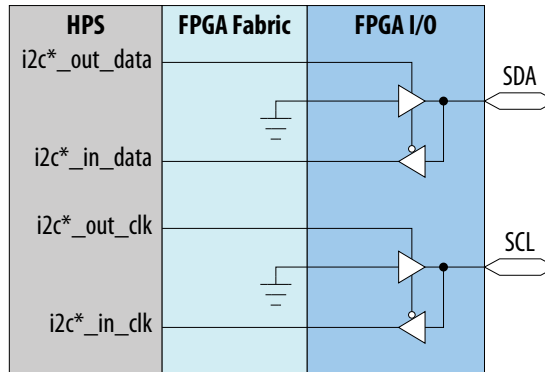 HPS FPGA Fabric FPGA I/O
i2c*_out_data
SDA
i2c*_in_data
i2c*_out_clk
SCL
i2c*_in_clk